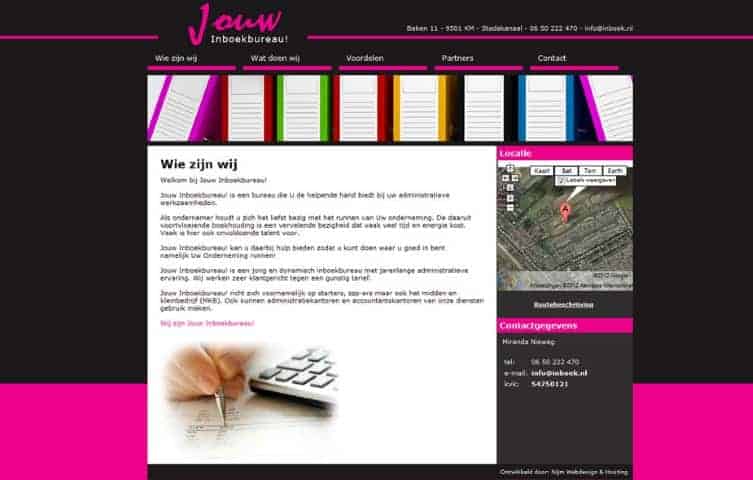 Jouw
Inboekbureau!
Beken 11 - 9501 KM - Stadskanaal - 06 50 222 470 - info@inboek.nl
Wie zijn wij
Wat doen wij
Voordelen
Partners
Contact
Wie zijn wij
Welkom bij Jouw Inboekbureau!
Jouw Inboekbureau! is een bureau die U de helpende hand biedt bij uw administratieve
werkzaamheden.
Als ondernemer houdt u zich het liefst bezig met het runnen van Uw onderneming. De daaruit
voortvloeiende boekhouding is een vervelende bezigheid dat vaak veel tijd en energie kost.
Vaak is hier ook onvoldoende talent voor.
Jouw Inboekbureau! kan u daarbij hulp bieden zodat u kunt doen waar u goed in bent
namelijk Uw Onderneming runnen!
Jouw Inboekbureau! is een jong en dynamisch inboekbureau met jarenlange administratieve
ervaring. Wij werken zeer klantgericht tegen een gunstig tarief.
Jouw Inboekbureau! richt zich voornamelijk op starters, zzp-ers maar ook het midden en
kleinbedrijf (MKB). Ook kunnen administratiekantoren en accountantskantoren van onze diensten
gebruik maken.
Wij zijn Jouw Inboekbureau!
Locatie
Kaart
Sat
Terr
Earth
Labels weergeven
A
Routebeschrijving
Contactgegevens
Miranda Nieweg
tel: 06 50 222 470
e-mail: info@inboek.nl
kvk: 54750121
Ontwikkeld door: Nijm Webdesign & Hosting